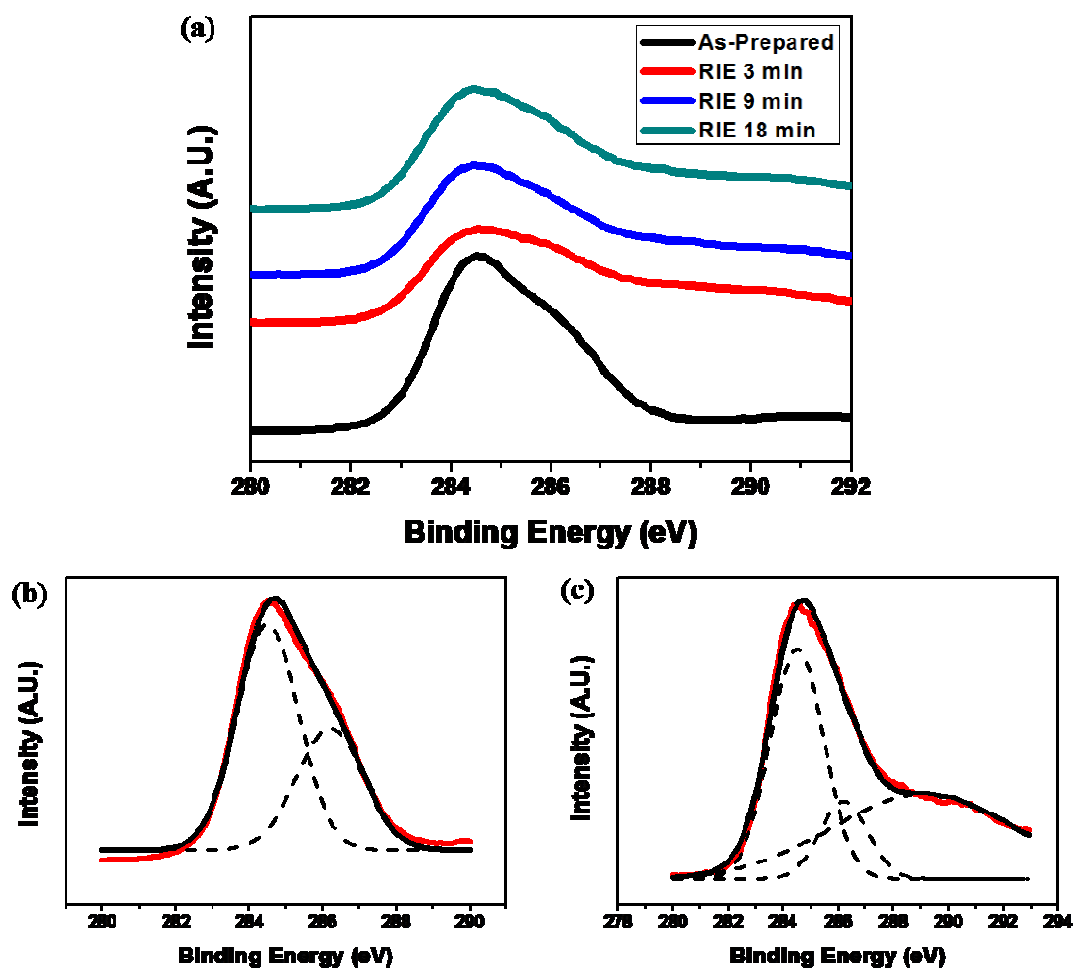 (a)
As-Prepared
RIE 3 min
RIE 9 min
RIE 18 min
Intensity (A.U.)
280 282 284 286 288 290 292
Binding Energy (eV)
(b)
Intensity (A.U.)
280 282 284 286 288 290
Binding Energy (eV)
(c)
Intensity (A.U.)
278 280 282 284 286 288 290 292 294
Binding Energy (eV)